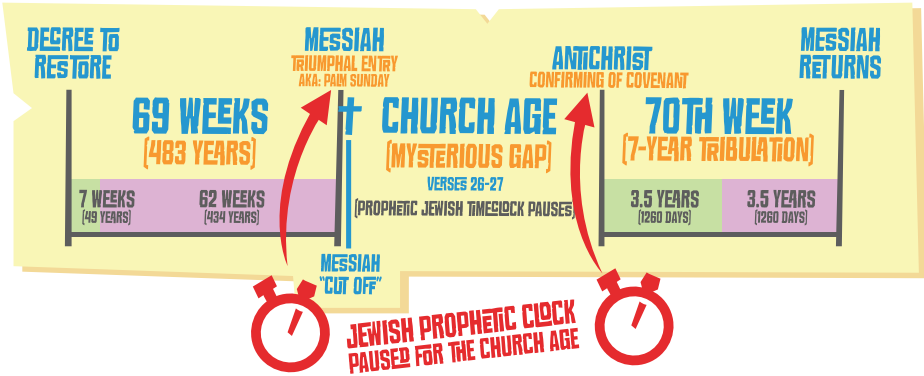 DECREE TO
RESTORE
MESSIAH
TRIUMPHAL ENTRY
AKA: PALM SUNDAY
ANTICHRIST
CONFIRMING OF COVENANT
MESSIAH
RETURNS
69 WEEKS
(483 YEARS)
CHURCH AGE
(MYSTERIOUS GAP)
VERSES 26-27
(PROPHETIC JEWISH TIMECLOCK PAUSES)
70TH WEEK
(7-YEAR TRIBULATION)
7 WEEKS
(49 YEARS)
62 WEEKS
(434 YEARS)
3.5 YEARS
(1260 DAYS)
3.5 YEARS
(1260 DAYS)
MESSIAH
"CUT OFF"
JEWISH PROPHETIC CLOCK
PAUSED FOR THE CHURCH AGE